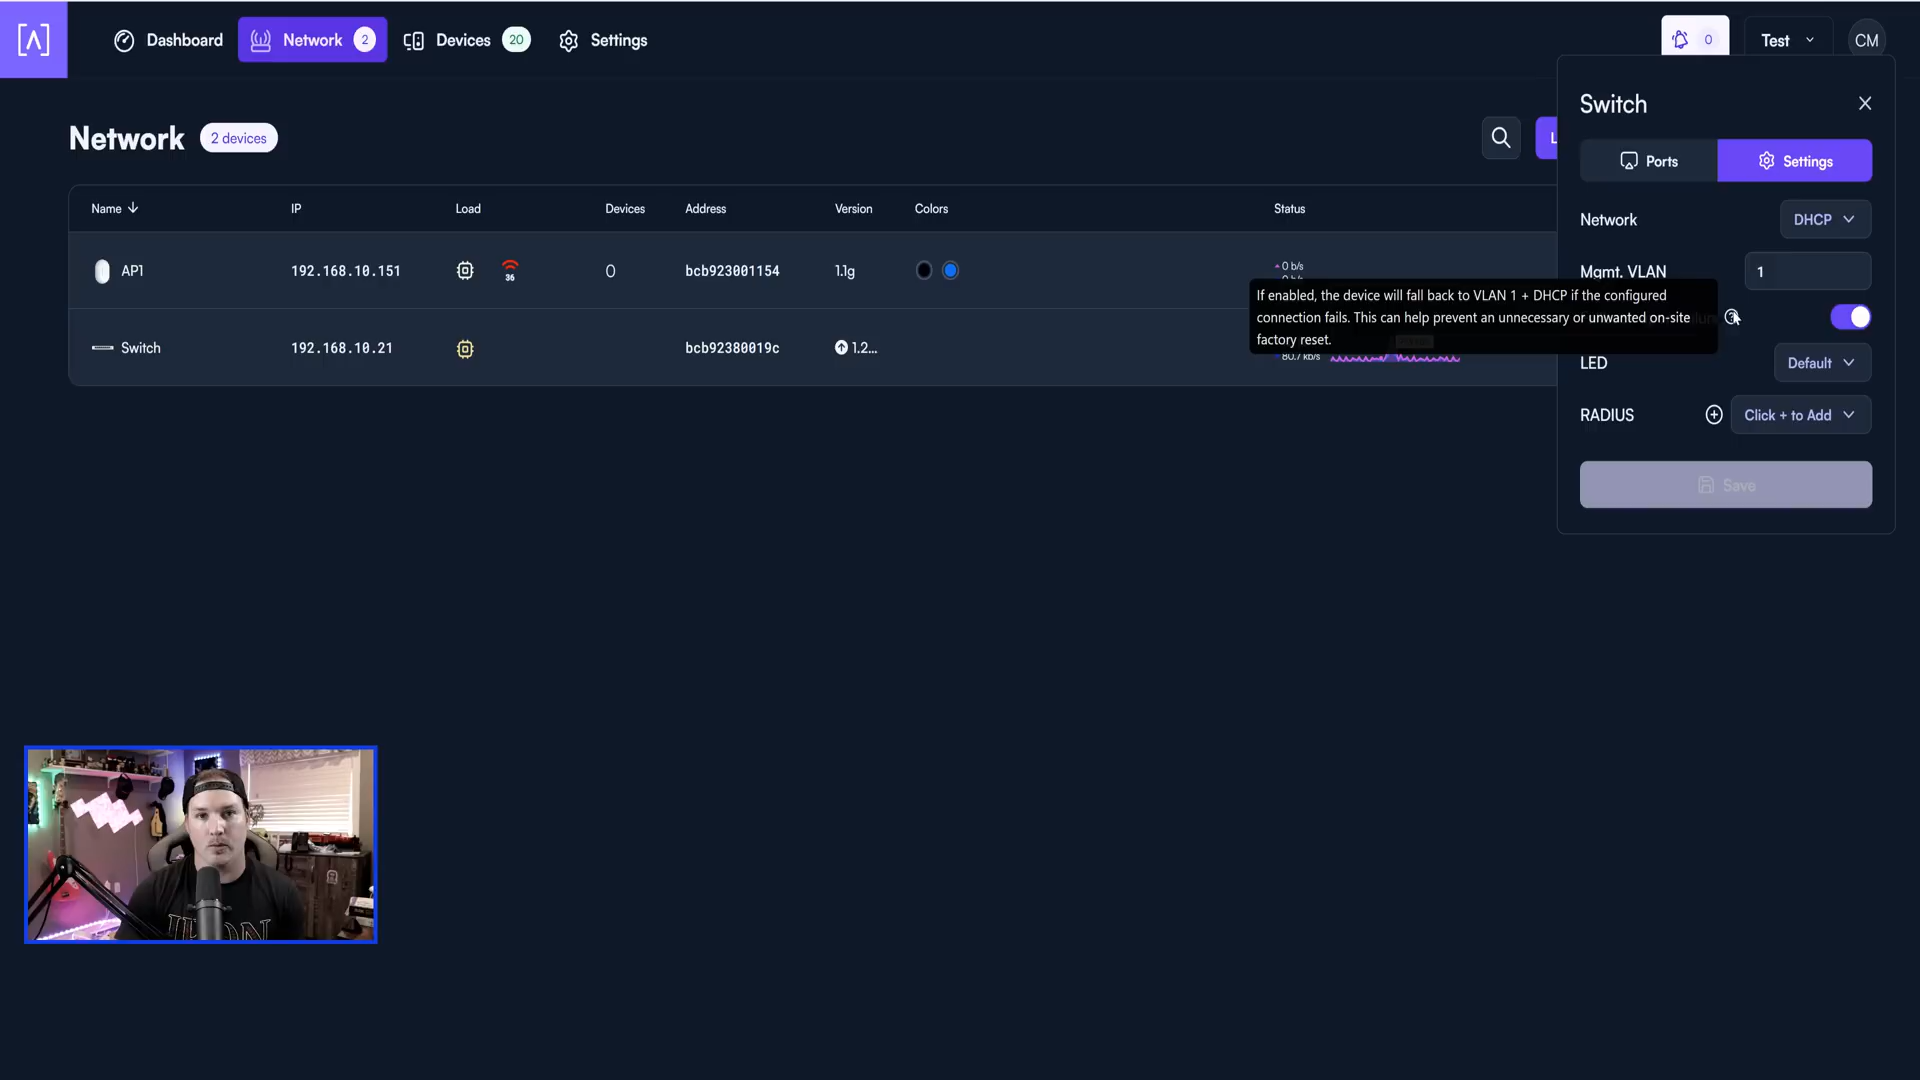 [Λ]
Dashboard
Network 2
Devices 20
Settings
0
Test
CM
Network 2 devices
L
Name IP Load Devices Address Version Colors Status
AP1 192.168.10.151 36 0 bcb923001154 1.1g 0 b/s
Switch 192.168.10.21 bcb92380019c 1.2... 80.7 kb/s
Switch
Ports Settings
Network DHCP
Mgmt. VLAN 1
If enabled, the device will fall back to VLAN 1 + DHCP if the configured
connection fails. This can help prevent an unnecessary or unwanted on-site
factory reset.
LED Default
RADIUS Click + to Add
Save